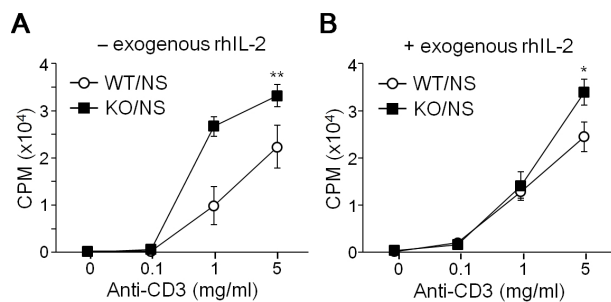 A
– exogenous rhIL-2
WT/NS
KO/NS
**
CPM (x10⁴)
4
3
2
1
0
0
0.1
1
5
Anti-CD3 (mg/ml)
B
+ exogenous rhIL-2
WT/NS
KO/NS
*
CPM (x10⁴)
4
3
2
1
0
0
0.1
1
5
Anti-CD3 (mg/ml)